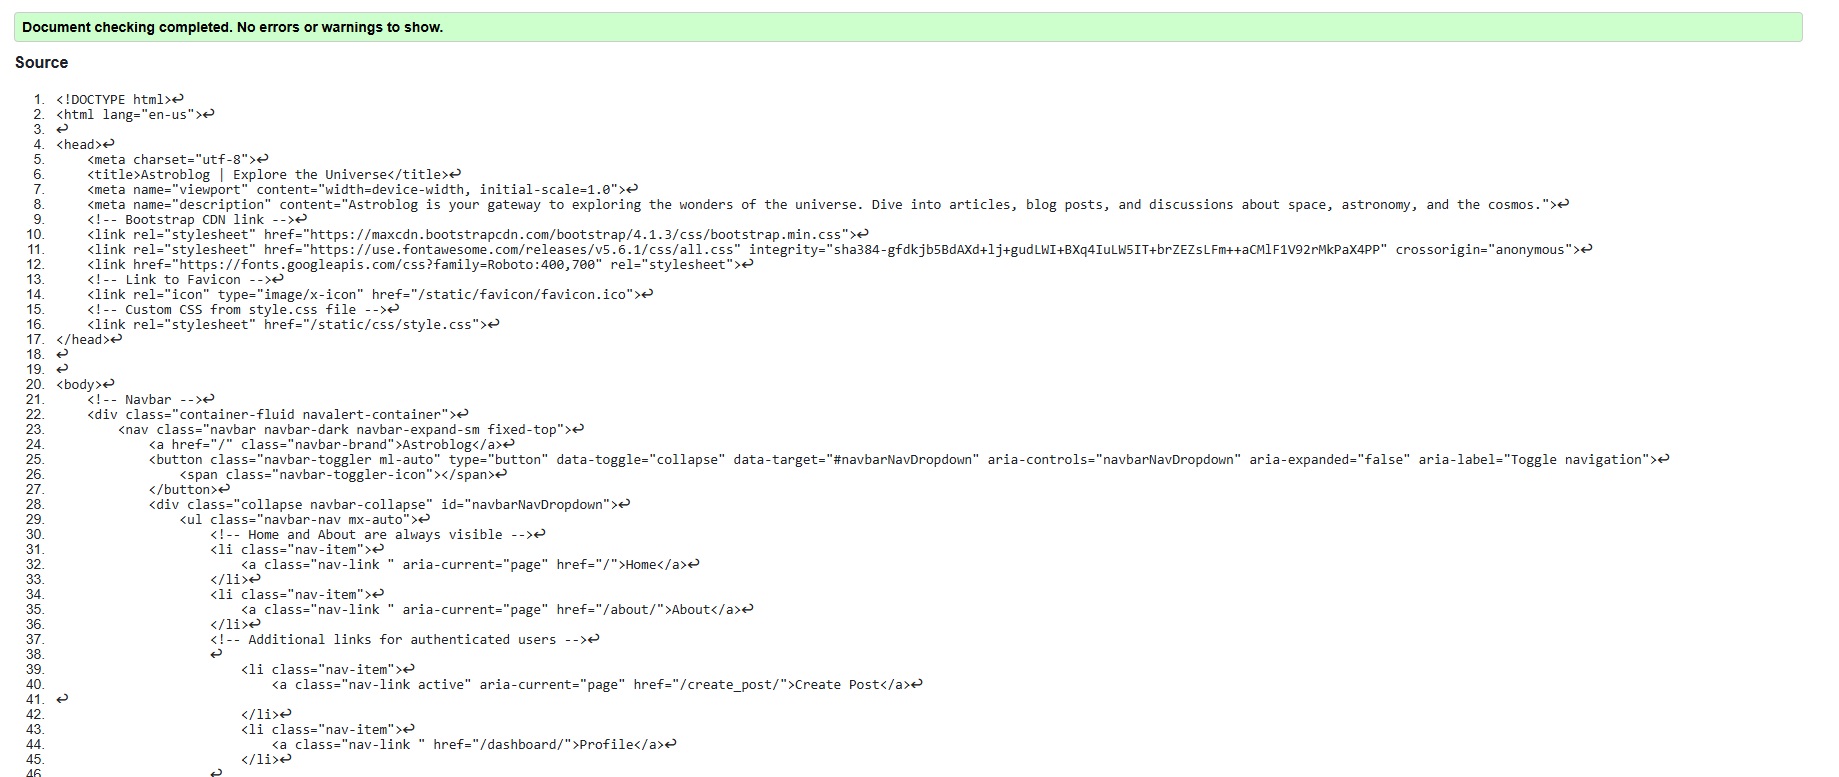 Document checking completed. No errors or warnings to show.
Source
1. <!DOCTYPE html>↩
2. <html lang="en-us">↩
3. ↩
4. <head>↩
5. <meta charset="utf-8">↩
6. <title>Astroblog | Explore the Universe</title>↩
7. <meta name="viewport" content="width=device-width, initial-scale=1.0">↩
8. <meta name="description" content="Astroblog is your gateway to exploring the wonders of the universe. Dive into articles, blog posts, and discussions about space, astronomy, and the cosmos.">↩
9. <!-- Bootstrap CDN link -->↩
10. <link rel="stylesheet" href="https://maxcdn.bootstrapcdn.com/bootstrap/4.1.3/css/bootstrap.min.css">↩
11. <link rel="stylesheet" href="https://use.fontawesome.com/releases/v5.6.1/css/all.css" integrity="sha384-gfdkjb5BdAXd+lj+gudLWI+BXq4IuLW5IT+brZEZsLFm++aCMlF1V92rMkPaX4PP" crossorigin="anonymous">↩
12. <link href="https://fonts.googleapis.com/css?family=Roboto:400,700" rel="stylesheet">↩
13. <!-- Link to Favicon -->↩
14. <link rel="icon" type="image/x-icon" href="/static/favicon/favicon.ico">↩
15. <!-- Custom CSS from style.css file -->↩
16. <link rel="stylesheet" href="/static/css/style.css">↩
17. </head>↩
18. ↩
19. ↩
20. <body>↩
21. <!-- Navbar -->↩
22. <div class="container-fluid navalert-container">↩
23. <nav class="navbar navbar-dark navbar-expand-sm fixed-top">↩
24. <a href="/" class="navbar-brand">Astroblog</a>↩
25. <button class="navbar-toggler ml-auto" type="button" data-toggle="collapse" data-target="#navbarNavDropdown" aria-controls="navbarNavDropdown" aria-expanded="false" aria-label="Toggle navigation">↩
26. <span class="navbar-toggler-icon"></span>↩
27. </button>↩
28. <div class="collapse navbar-collapse" id="navbarNavDropdown">↩
29. <ul class="navbar-nav mx-auto">↩
30. <!-- Home and About are always visible -->↩
31. <li class="nav-item">↩
32. <a class="nav-link " aria-current="page" href="/">Home</a>↩
33. </li>↩
34. <li class="nav-item">↩
35. <a class="nav-link " aria-current="page" href="/about/">About</a>↩
36. </li>↩
37. <!-- Additional links for authenticated users -->↩
38. ↩
39. <li class="nav-item">↩
40. <a class="nav-link active" aria-current="page" href="/create_post/">Create Post</a>↩
41. ↩
42. </li>↩
43. <li class="nav-item">↩
44. <a class="nav-link " href="/dashboard/">Profile</a>↩
45. </li>↩
46. ↩